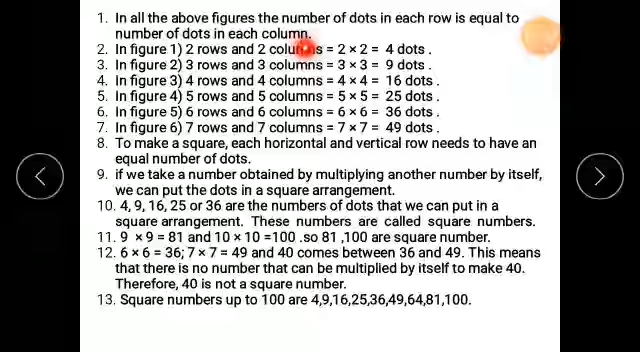 1. In all the above figures the number of dots in each row is equal to
number of dots in each column.
2. In figure 1) 2 rows and 2 columns = 2 × 2 = 4 dots .
3. In figure 2) 3 rows and 3 columns = 3 × 3 = 9 dots .
4. In figure 3) 4 rows and 4 columns = 4 × 4 = 16 dots .
5. In figure 4) 5 rows and 5 columns = 5 × 5 = 25 dots .
6. In figure 5) 6 rows and 6 columns = 6 × 6 = 36 dots .
7. In figure 6) 7 rows and 7 columns = 7 × 7 = 49 dots .
8. To make a square, each horizontal and vertical row needs to have an
equal number of dots.
9. if we take a number obtained by multiplying another number by itself,
we can put the dots in a square arrangement.
10. 4, 9, 16, 25 or 36 are the numbers of dots that we can put in a
square arrangement. These numbers are called square numbers.
11. 9 × 9 = 81 and 10 × 10 =100 .so 81 ,100 are square number.
12. 6 × 6 = 36; 7 × 7 = 49 and 40 comes between 36 and 49. This means
that there is no number that can be multiplied by itself to make 40.
Therefore, 40 is not a square number.
13. Square numbers up to 100 are 4,9,16,25,36,49,64,81,100.